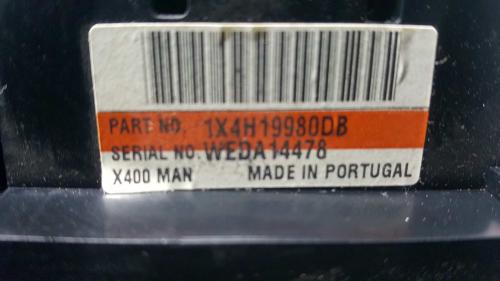 PART NO. 1X4H19980DB
SERIAL NO. WEDA14478
X400 MAN MADE IN PORTUGAL